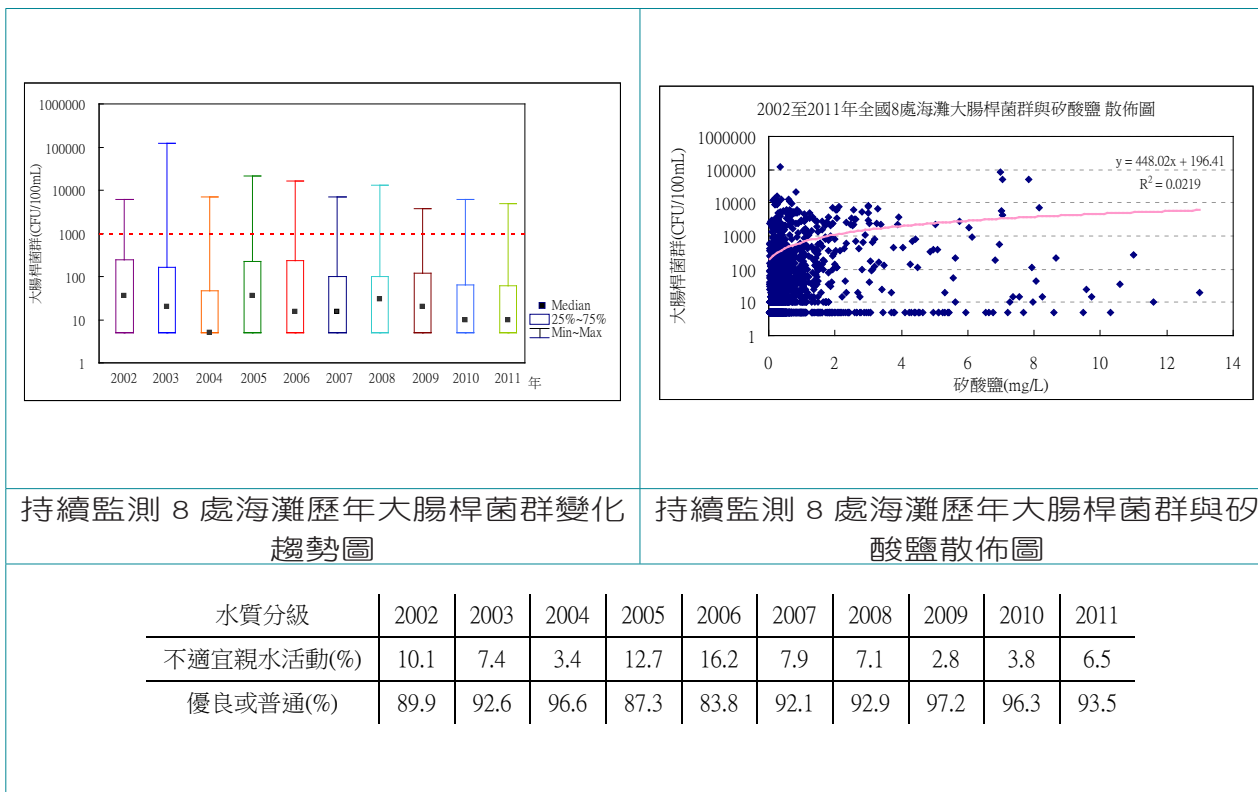 1000000
100000
10000
1000
100
10
1
大腸桿菌群(CFU/100mL)
2002 2003 2004 2005 2006 2007 2008 2009 2010 2011 年
Median
25%~75%
Min~Max
2002至2011年全國8處海灘大腸桿菌群與矽酸鹽 散佈圖
y = 448.02x + 196.41
R² = 0.0219
1000000
100000
10000
1000
100
10
1
大腸桿菌群(CFU/100mL)
0 2 4 6 8 10 12 14
矽酸鹽(mg/L)
持續監測 8 處海灘歷年大腸桿菌群變化
趨勢圖
持續監測 8 處海灘歷年大腸桿菌群與矽
酸鹽散佈圖
水質分級 2002 2003 2004 2005 2006 2007 2008 2009 2010 2011
不適宜親水活動(%) 10.1 7.4 3.4 12.7 16.2 7.9 7.1 2.8 3.8 6.5
優良或普通(%) 89.9 92.6 96.6 87.3 83.8 92.1 92.9 97.2 96.3 93.5